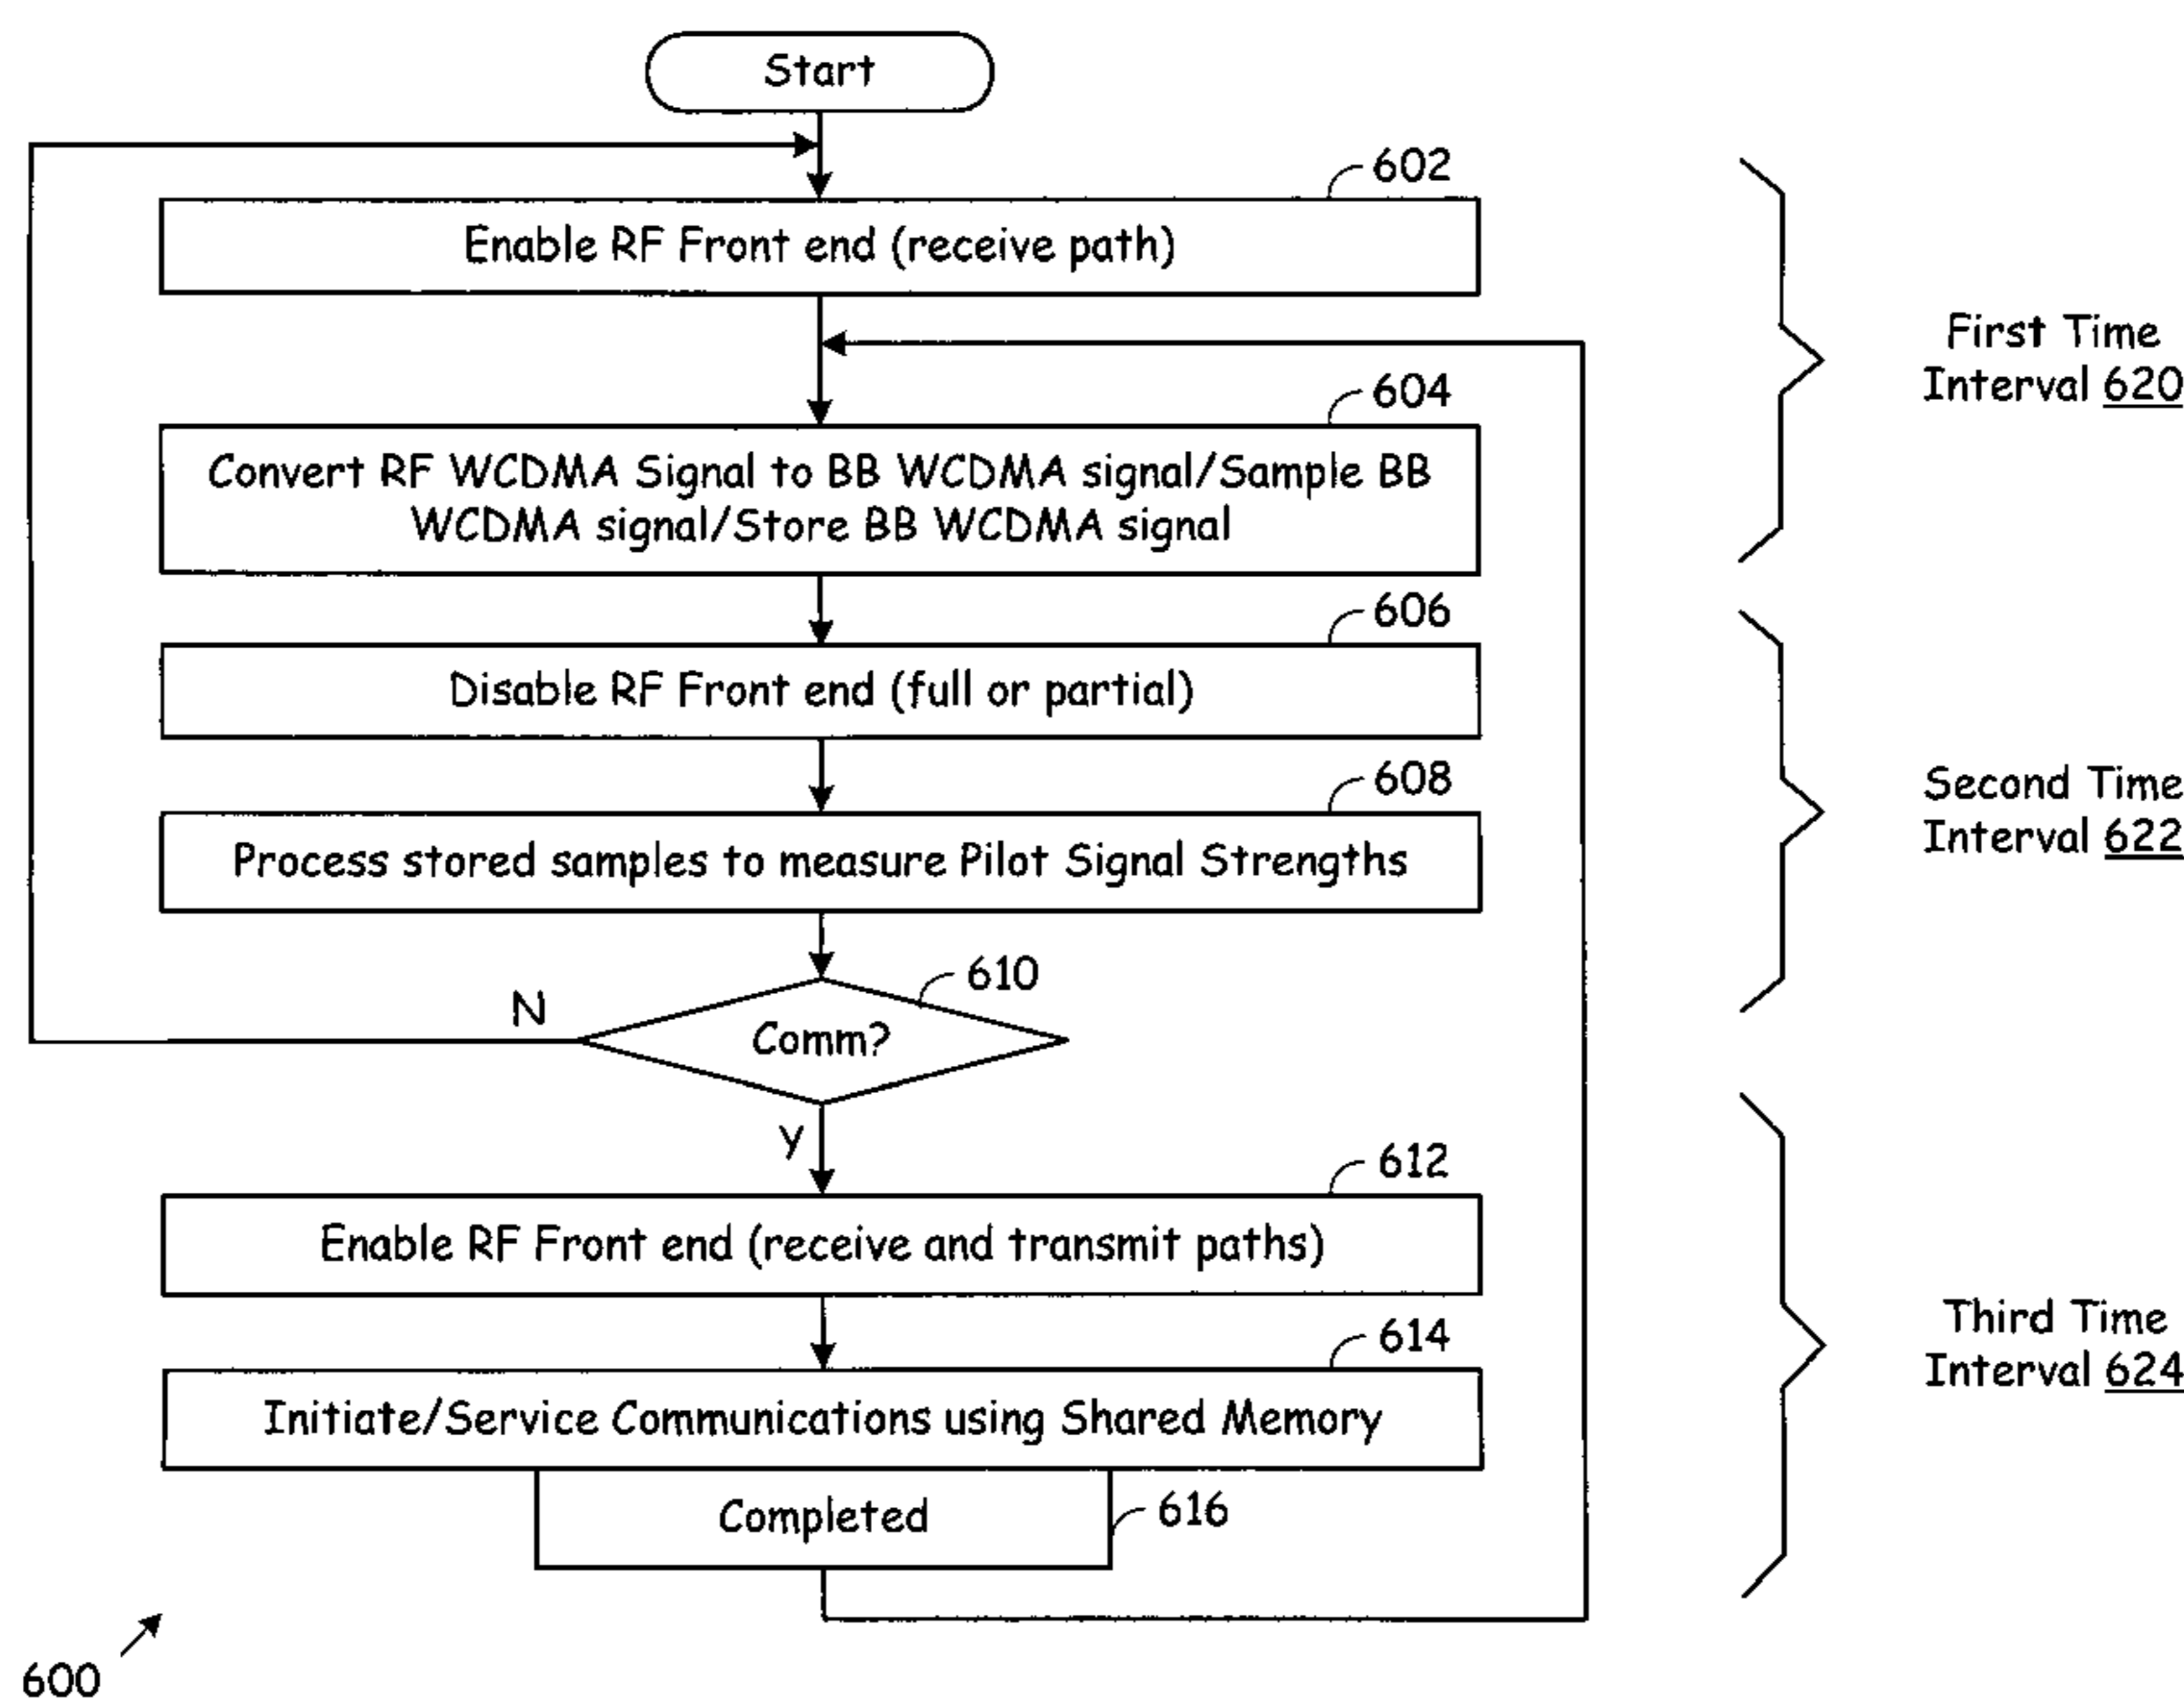 Start
602
Enable RF Front end (receive path)
First Time
Interval 620
604
Convert RF WCDMA Signal to BB WCDMA signal/Sample BB
WCDMA signal/Store BB WCDMA signal
606
Disable RF Front end (full or partial)
608
Second Time
Interval 622
Process stored samples to measure Pilot Signal Strengths
610
N
Comm?
Y
612
Enable RF Front end (receive and transmit paths)
614
Third Time
Interval 624
Initiate/Service Communications using Shared Memory
Completed
616
600